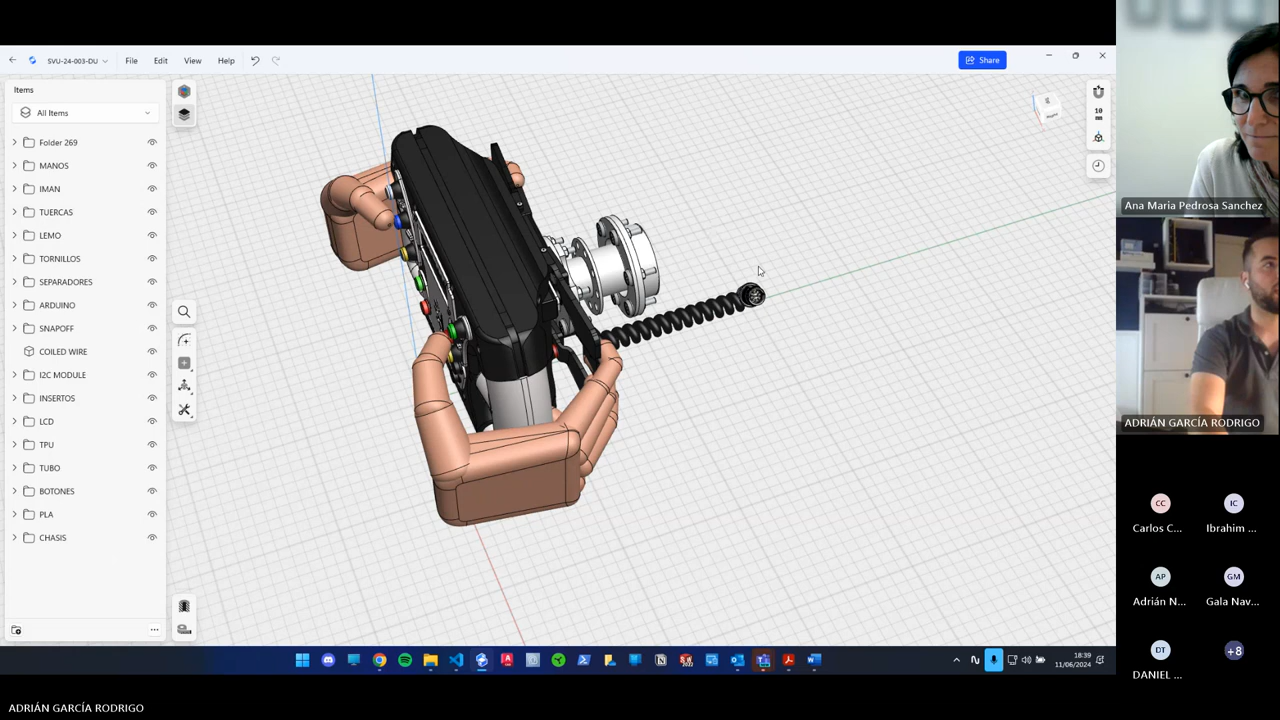 SVU-24-003-DU
File
Edit
View
Help
Share
Items
All Items
Folder 269
MANOS
IMAN
TUERCAS
LEMO
TORNILLOS
SEPARADORES
ARDUINO
SNAPOFF
COILED WIRE
I2C MODULE
INSERTOS
LCD
TPU
TUBO
BOTONES
PLA
CHASIS
10
mm
18:39
11/06/2024
Ana Maria Pedrosa Sanchez
ADRIÁN GARCÍA RODRIGO
CC
Carlos C...
IC
Ibrahim ...
AP
Adrián N...
GM
Gala Nav...
DT
DANIEL ...
+8
ADRIÁN GARCÍA RODRIGO